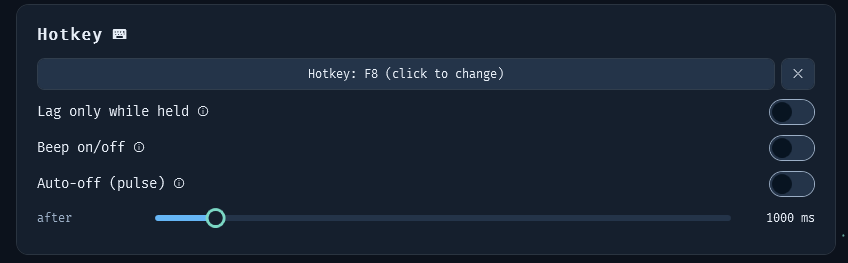 Hotkey
Hotkey: F8 (click to change)
Lag only while held
Beep on/off
Auto-off (pulse)
after 1000 ms